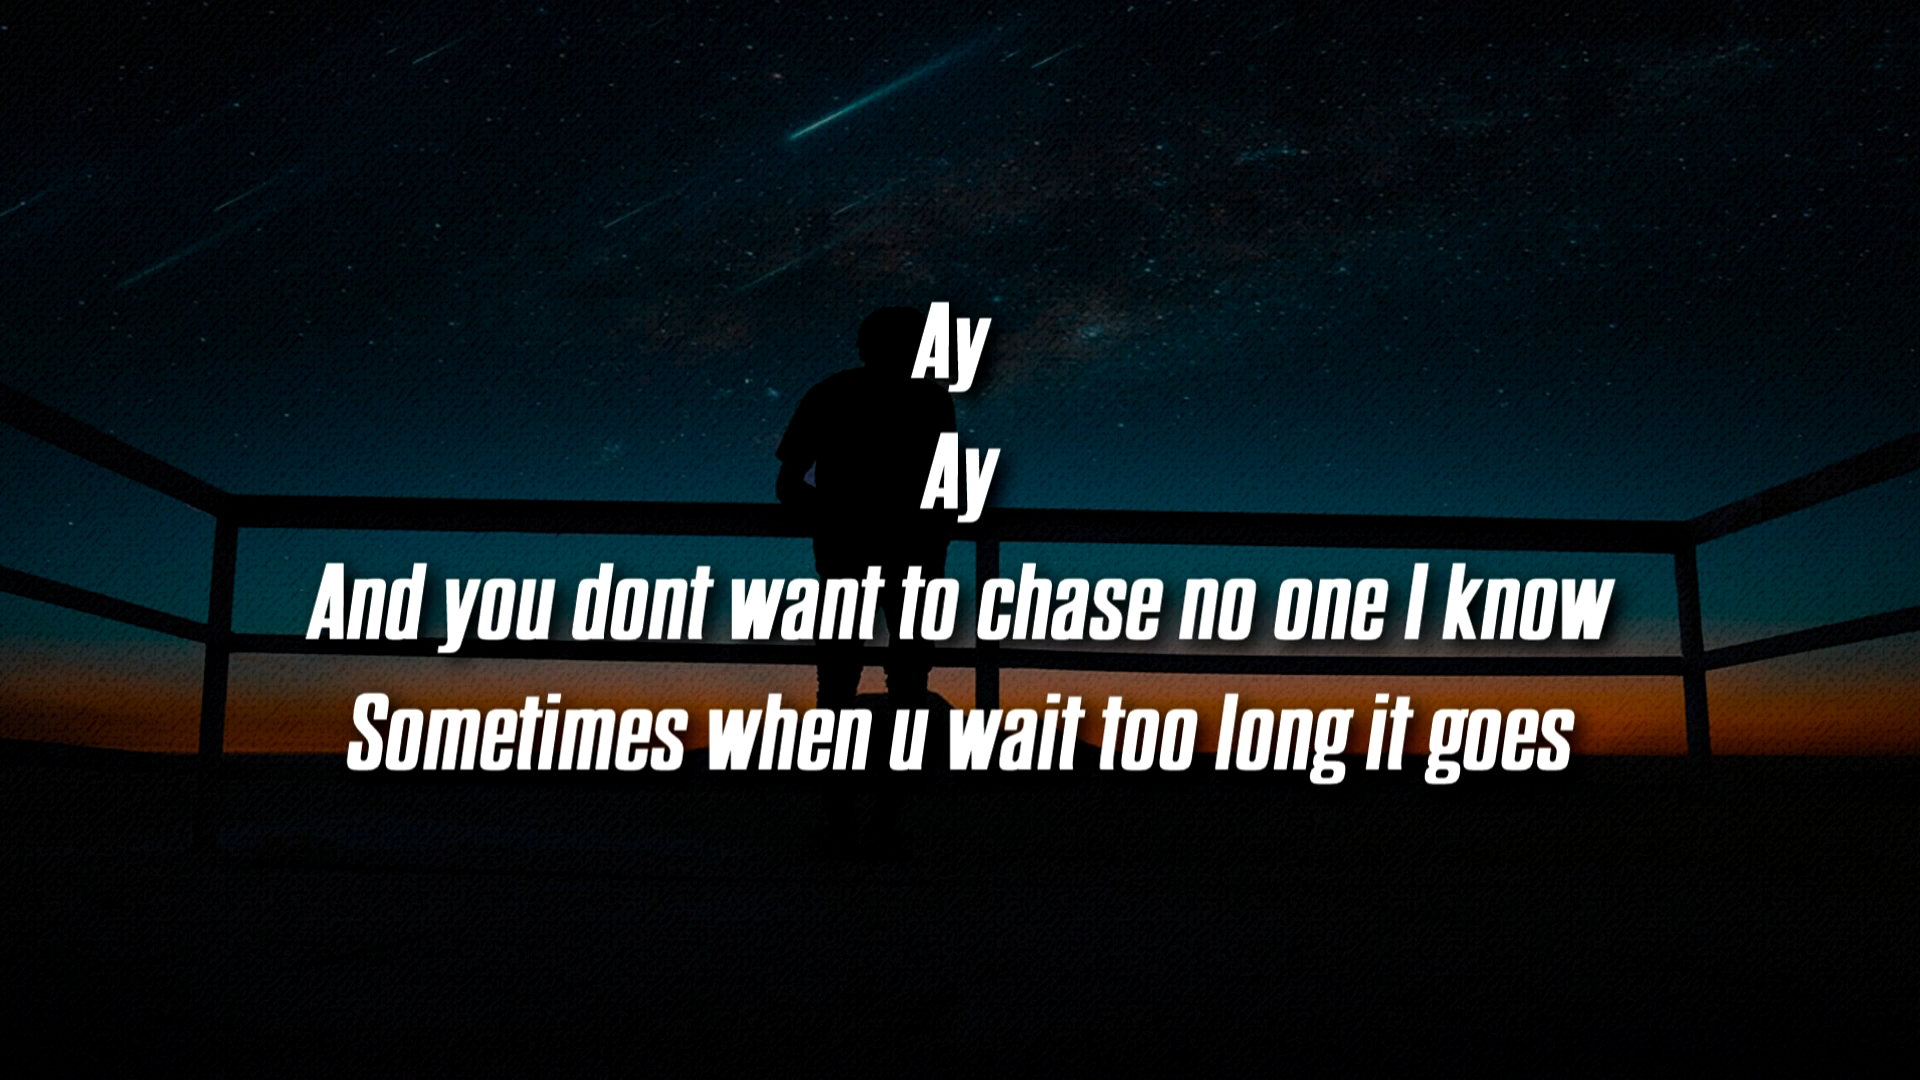 Ay
Ay
And you dont want to chase no one I know
Sometimes when u wait too long it goes